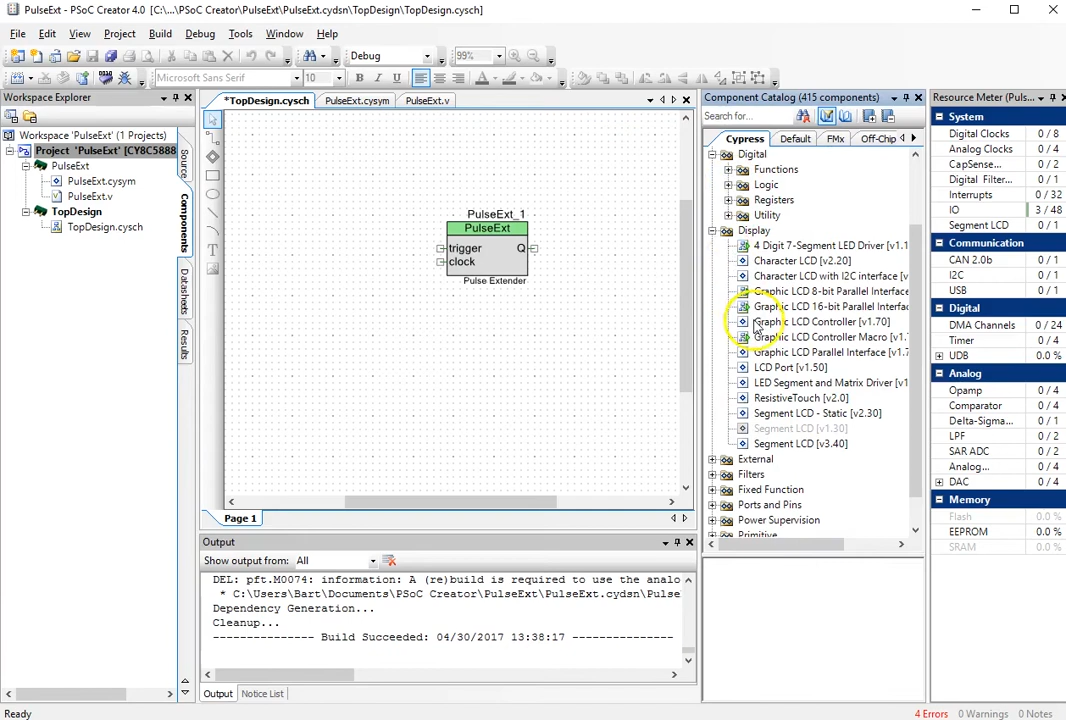 PulseExt - PSoC Creator 4.0 [C:\...\PSoC Creator\PulseExt\PulseExt.cydsn\TopDesign\TopDesign.cysch]
File Edit View Project Build Debug Tools Window Help
Debug 99%
Microsoft Sans Serif 10 B I U
Workspace Explorer
Workspace 'PulseExt' (1 Projects)
Project 'PulseExt' [CY8C5888
PulseExt
PulseExt.cysym
PulseExt.v
TopDesign
TopDesign.cysch
Source
Components
Datasheets
Results
*TopDesign.cysch PulseExt.cysym PulseExt.v
PulseExt_1
PulseExt
trigger Q
clock
Pulse Extender
Page 1
Output
Show output from: All
DEL: pft.M0074: information: A (re)build is required to use the analo
* C:\Users\Bart\Documents\PSoC Creator\PulseExt\PulseExt.cydsn\Pulse
Dependency Generation...
Cleanup...
--------------- Build Succeeded: 04/30/2017 13:38:17 ---------------
Output Notice List
Ready
Component Catalog (415 components)
Search for...
Cypress Default FMx Off-Chip
Digital
Functions
Logic
Registers
Utility
Display
4 Digit 7-Segment LED Driver [v1.1
Character LCD [v2.20]
Character LCD with I2C interface [v
Graphic LCD 8-bit Parallel Interface
Graphic LCD 16-bit Parallel Interfac
Graphic LCD Controller [v1.70]
Graphic LCD Controller Macro [v1.7
Graphic LCD Parallel Interface [v1.7
LCD Port [v1.50]
LED Segment and Matrix Driver [v1
ResistiveTouch [v2.0]
Segment LCD - Static [v2.30]
Segment LCD [v1.30]
Segment LCD [v3.40]
External
Filters
Fixed Function
Ports and Pins
Power Supervision
Primitive
Resource Meter (Puls...
System
Digital Clocks 0 / 8
Analog Clocks 0 / 4
CapSense... 0 / 2
Digital Filter... 0 / 1
Interrupts 0 / 32
IO 3 / 48
Segment LCD 0 / 1
Communication
CAN 2.0b 0 / 1
I2C 0 / 1
USB 0 / 1
Digital
DMA Channels 0 / 24
Timer 0 / 4
UDB 0.0 %
Analog
Opamp 0 / 4
Comparator 0 / 4
Delta-Sigma... 0 / 1
LPF 0 / 2
SAR ADC 0 / 2
Analog... 0 / 4
DAC 0 / 4
Memory
Flash 0.0 %
EEPROM 0.0 %
SRAM 0.0 %
4 Errors 0 Warnings 0 Notes